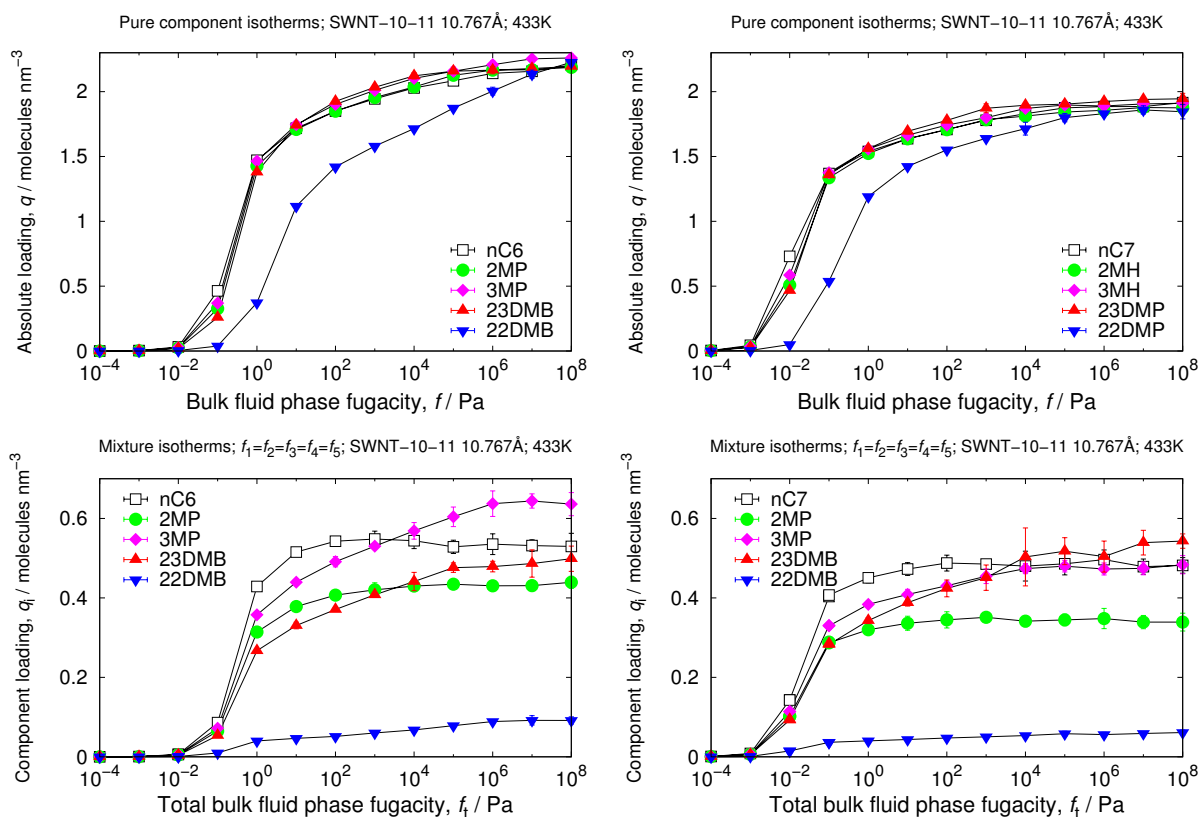 Pure component isotherms; SWNT−10−11 10.767Å; 433K
Absolute loading, q / molecules nm−3
2
1.5
1
0.5
0
nC6
2MP
3MP
23DMB
22DMB
10−4 10−2 100 102 104 106 108
Bulk fluid phase fugacity, f / Pa
Pure component isotherms; SWNT−10−11 10.767Å; 433K
Absolute loading, q / molecules nm−3
2
1.5
1
0.5
0
nC7
2MH
3MH
23DMP
22DMP
10−4 10−2 100 102 104 106 108
Bulk fluid phase fugacity, f / Pa
Mixture isotherms; f1=f2=f3=f4=f5; SWNT−10−11 10.767Å; 433K
Component loading, qi / molecules nm−3
0.6
0.4
0.2
0
nC6
2MP
3MP
23DMB
22DMB
10−4 10−2 100 102 104 106 108
Total bulk fluid phase fugacity, ft / Pa
Mixture isotherms; f1=f2=f3=f4=f5; SWNT−10−11 10.767Å; 433K
Component loading, qi / molecules nm−3
0.6
0.4
0.2
0
nC7
2MP
3MP
23DMB
22DMB
10−4 10−2 100 102 104 106 108
Total bulk fluid phase fugacity, ft / Pa